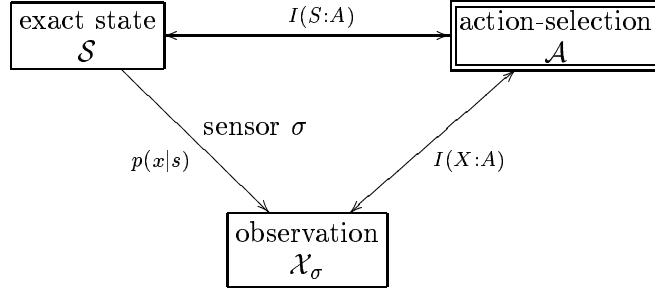 exact state
𝒮
I(S:A)
action-selection
𝒜
sensor σ
p(x|s)
I(X:A)
observation
𝒳_σ